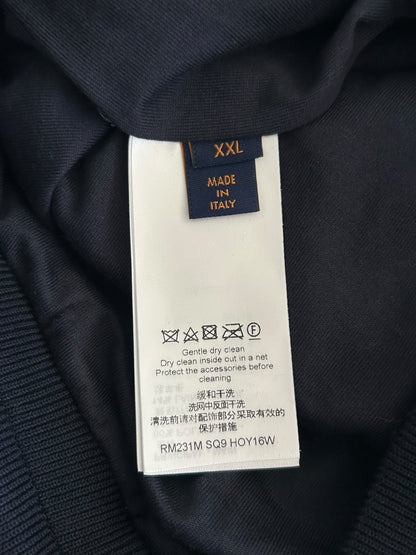 XXL
MADE
IN
ITALY
F
Gentle dry clean
Dry clean inside out in a net
Protect the accessories before
cleaning
缓和干洗
洗网中反面干洗
清洗前请对配饰部分采取有效的
保护措施
RM231M SQ9 HOY16W